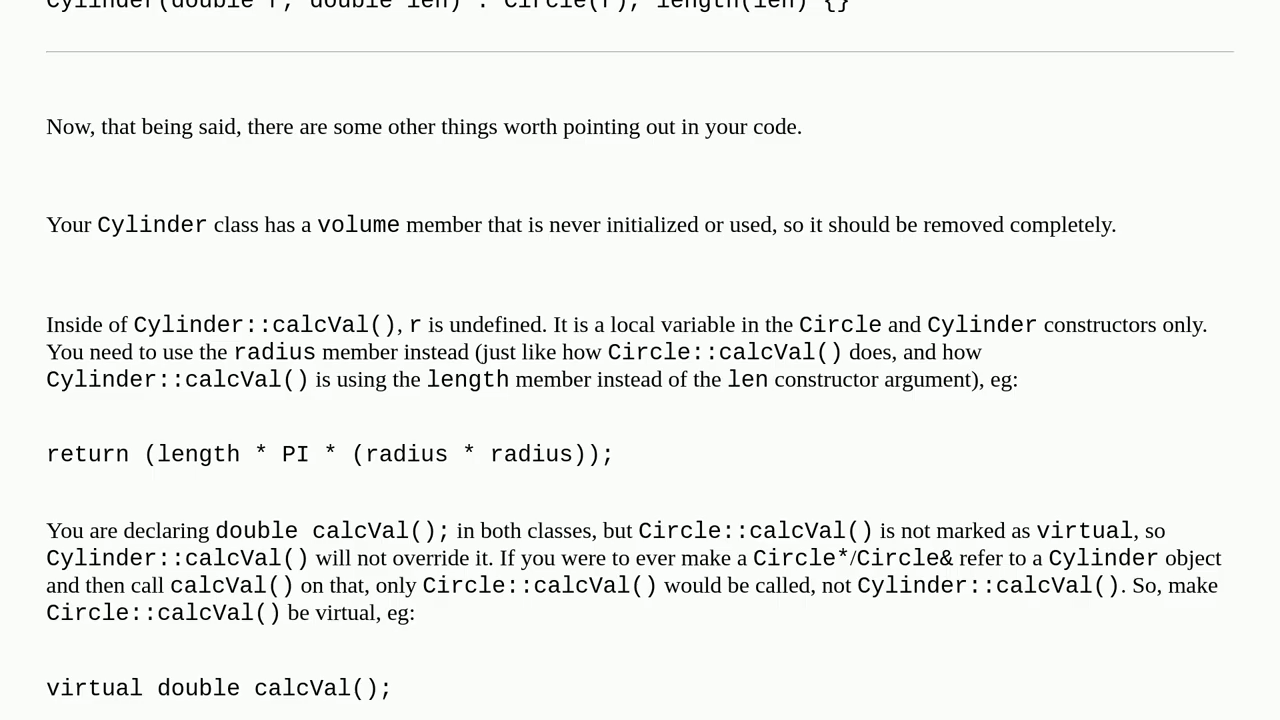 Cylinder(double r, double len) : Circle(r), length(len) {}
Now, that being said, there are some other things worth pointing out in your code.
Your Cylinder class has a volume member that is never initialized or used, so it should be removed completely.
Inside of Cylinder::calcVal(), r is undefined. It is a local variable in the Circle and Cylinder constructors only.
You need to use the radius member instead (just like how Circle::calcVal() does, and how
Cylinder::calcVal() is using the length member instead of the len constructor argument), eg:
return (length * PI * (radius * radius));
You are declaring double calcVal(); in both classes, but Circle::calcVal() is not marked as virtual, so
Cylinder::calcVal() will not override it. If you were to ever make a Circle*/Circle& refer to a Cylinder object
and then call calcVal() on that, only Circle::calcVal() would be called, not Cylinder::calcVal(). So, make
Circle::calcVal() be virtual, eg:
virtual double calcVal();